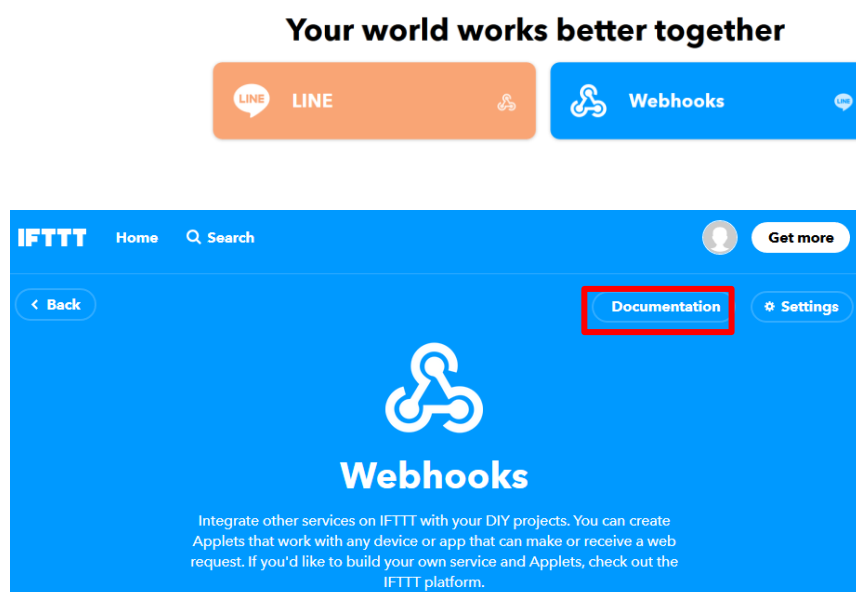 Your world works better together
LINE LINE
Webhooks LINE
IFTTT Home Search Get more
Back Documentation Settings
Webhooks
Integrate other services on IFTTT with your DIY projects. You can create
Applets that work with any device or app that can make or receive a web
request. If you'd like to build your own service and Applets, check out the
IFTTT platform.